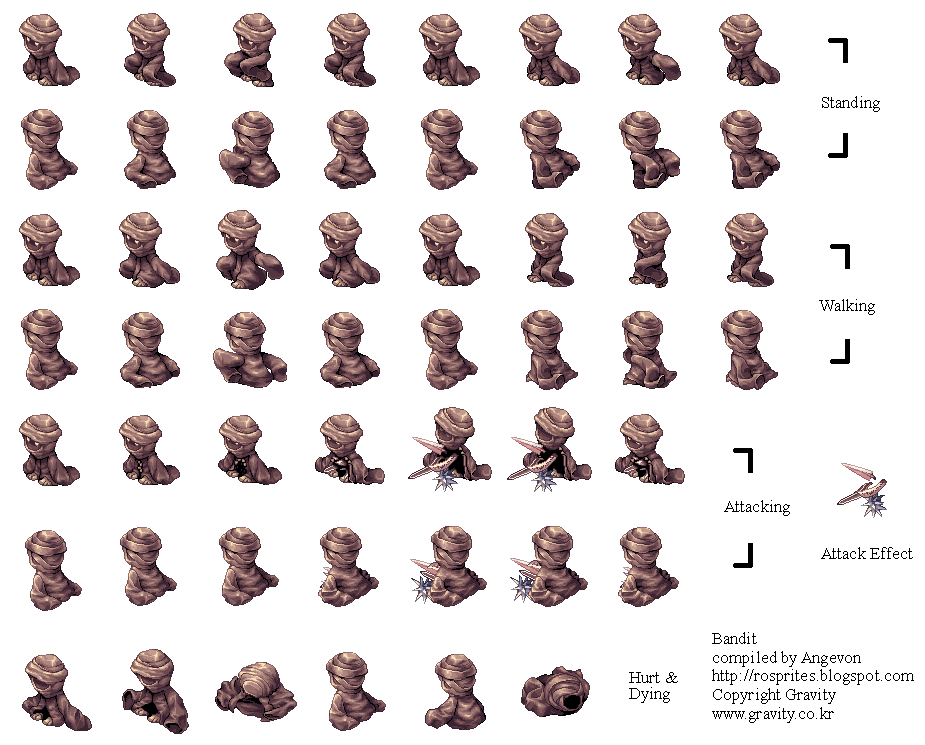 Standing
Walking
Attacking
Attack Effect
Hurt &
Dying
Bandit
compiled by Angevon
http://rosprites.blogspot.com
Copyright Gravity
www.gravity.co.kr